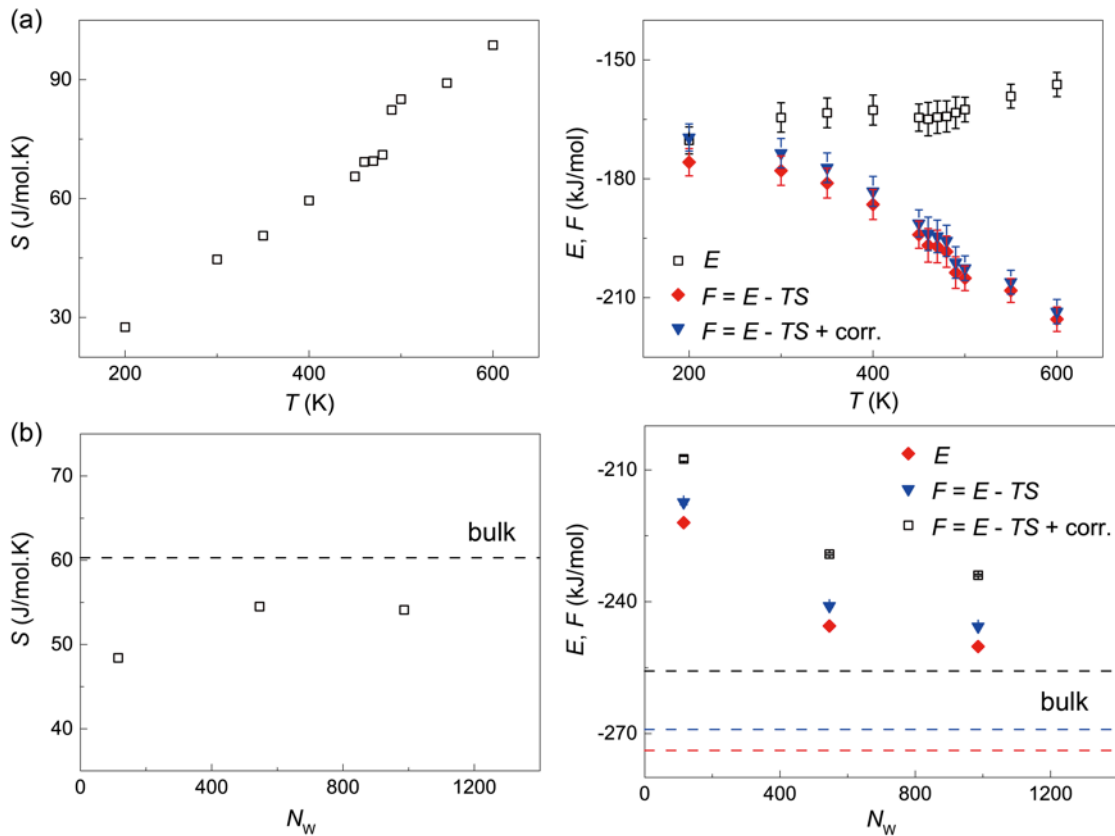 (a)
S (J/mol.K)
90
60
30
200
400
600
T (K)
E, F (kJ/mol)
-150
-180
-210
E
F = E - TS
F = E - TS + corr.
200
400
600
T (K)
(b)
S (J/mol.K)
70
60
50
40
bulk
0
400
800
1200
N_W
E, F (kJ/mol)
-210
-240
-270
E
F = E - TS
F = E - TS + corr.
bulk
0
400
800
1200
N_W